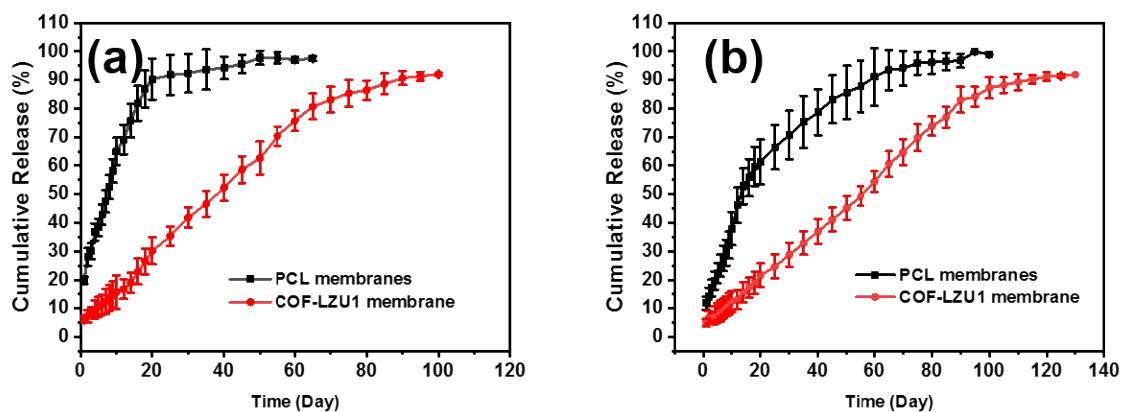 (a)
Cumulative Release (%)
110
100
90
80
70
60
50
40
30
20
10
0
PCL membranes
COF-LZU1 membrane
0 20 40 60 80 100 120
Time (Day)
(b)
Cumulative Release (%)
110
100
90
80
70
60
50
40
30
20
10
0
PCL membranes
COF-LZU1 membrane
0 20 40 60 80 100 120 140
Time (Day)